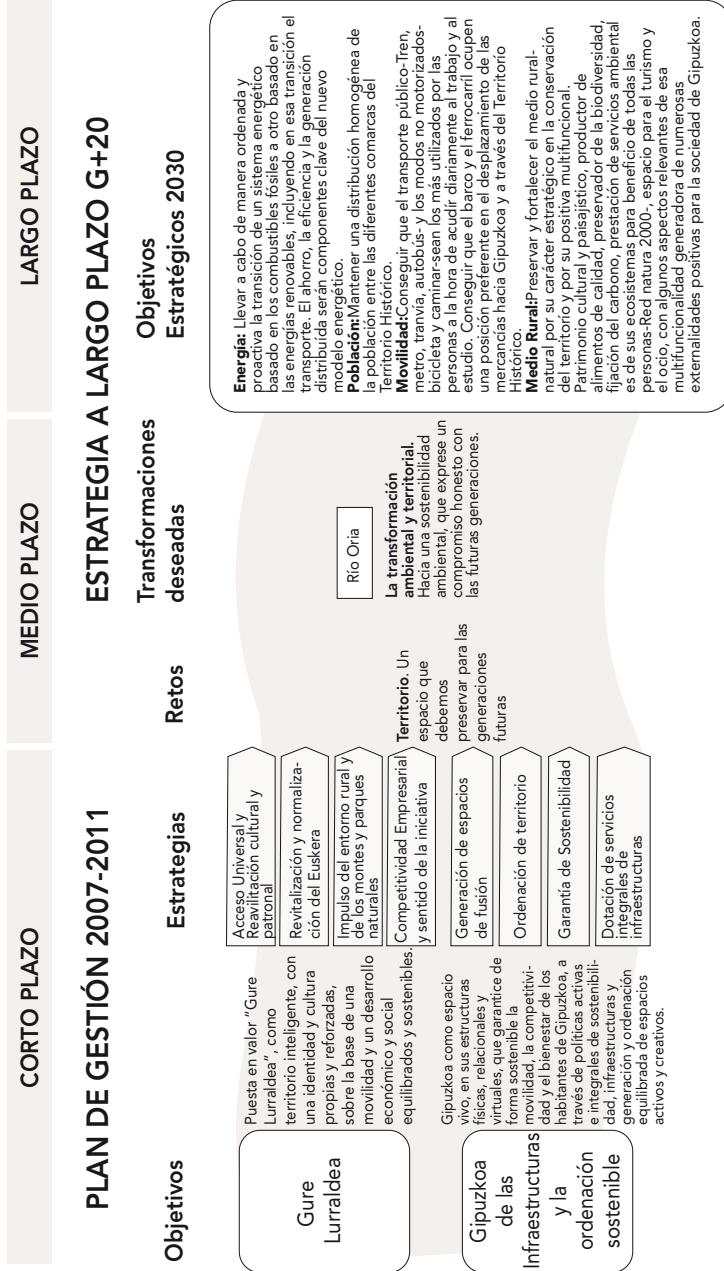 CORTO PLAZO
MEDIO PLAZO
LARGO PLAZO
PLAN DE GESTIÓN 2007-2011
ESTRATEGIA A LARGO PLAZO G+20
Objetivos
Estrategias
Retos
Transformaciones
deseadas
Objetivos
Estratégicos 2030
Gure
Lurraldea
Puesta en valor "Gure
Lurraldea", como
territorio inteligente, con
una identidad y cultura
propias y reforzadas,
sobre la base de una
movilidad y un desarrollo
económico y social
equilibrados y sostenibles.
Gipuzkoa
de las
Infraestructuras
y la
ordenación
sostenible
Gipuzkoa como espacio
vivo, en sus estructuras
físicas, relacionales y
virtuales, que garantice de
forma sostenible la
movilidad, la competitivi-
dad y el bienestar de los
habitantes de Gipuzkoa, a
través de políticas activas
e integrales de sostenibili-
dad, infraestructuras y
generación y ordenación
equilibrada de espacios
activos y creativos.
Acceso Universal y
Reavilitación cultural y
patronal
Revitalización y normaliza-
ción del Euskera
Impulso del entorno rural y
de los montes y parques
naturales
Competitividad Empresarial
y sentido de la iniciativa
Generación de espacios
de fusión
Ordenación de territorio
Garantía de Sostenibilidad
Dotación de servicios
integrales de
infraestructuras
Territorio. Un
espacio que
debemos
preservar para las
generaciones
futuras
Río Oria
La transformación
ambiental y territorial.
Hacia una sostenibilidad
ambiental, que exprese un
compromiso honesto con
las futuras generaciones.
Energía: Llevar a cabo de manera ordenada y
proactiva la transición de un sistema energético
basado en los combustibles fósiles a otro basado en
las energías renovables, incluyendo en esa transición el
transporte. El ahorro, la eficiencia y la generación
distribuída serán componentes clave del nuevo
modelo energético.
Población:Mantener una distribución homogénea de
la población entre las diferentes comarcas del
Territorio Histórico.
Movilidad:Conseguir que el transporte público-Tren,
metro, tranvía, autobús- y los modos no motorizados-
bicicleta y caminar-sean los más utilizados por las
personas a la hora de acudir diariamente al trabajo y al
estudio. Conseguir que el barco y el ferrocarril ocupen
una posición preferente en el desplazamiento de las
mercancías hacia Gipuzkoa y a través del Territorio
Histórico.
Medio Rural:Preservar y fortalecer el medio rural-
natural por su carácter estratégico en la conservación
del territorio y por su positiva multifuncional.
Patrimonio cultural y paisajístico, productor de
alimentos de calidad, preservador de la biodiversidad,
fijación del carbono, prestación de servicios ambiental
es de sus ecosistemas para beneficio de todas las
personas-Red natura 2000-, espacio para el turismo y
el ocio, con algunos aspectos relevantes de esa
multifuncionalidad generadora de numerosas
externalidades positivas para la sociedad de Gipuzkoa.